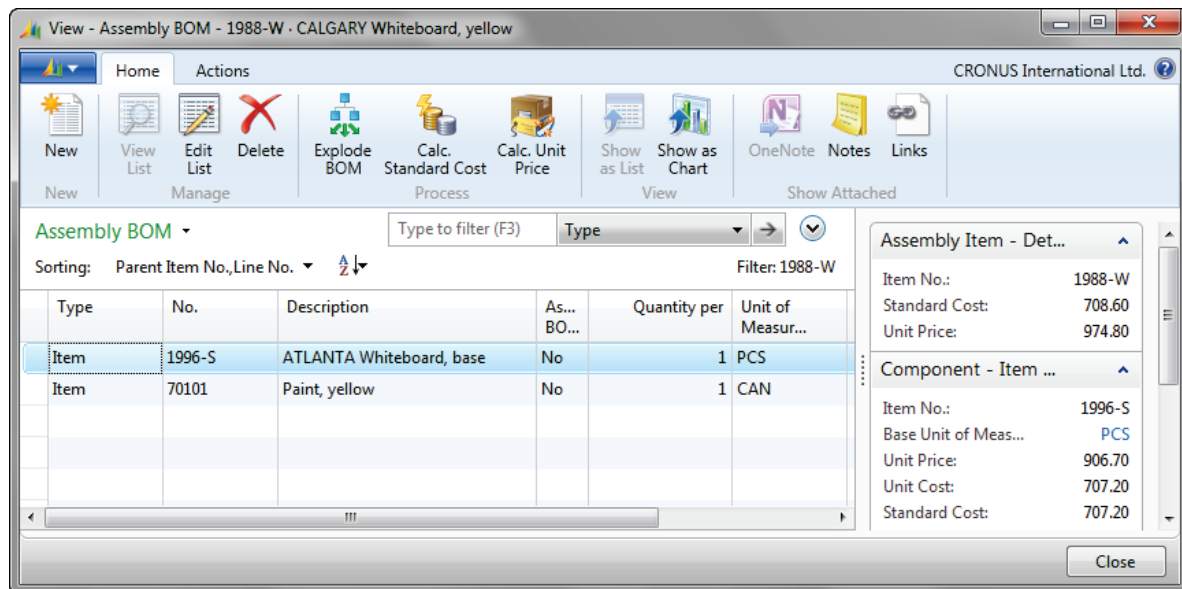 View - Assembly BOM - 1988-W · CALGARY Whiteboard, yellow
Home Actions CRONUS International Ltd.
New View List Edit List Delete Explode BOM Calc. Standard Cost Calc. Unit Price Show as List Show as Chart OneNote Notes Links
New Manage Process View Show Attached
Assembly BOM Type to filter (F3) Type
Sorting: Parent Item No.,Line No. Filter: 1988-W
Type No. Description As... BO... Quantity per Unit of Measur...
Item 1996-S ATLANTA Whiteboard, base No 1 PCS
Item 70101 Paint, yellow No 1 CAN
Assembly Item - Det...
Item No.: 1988-W
Standard Cost: 708.60
Unit Price: 974.80
Component - Item ...
Item No.: 1996-S
Base Unit of Meas... PCS
Unit Price: 906.70
Unit Cost: 707.20
Standard Cost: 707.20
Close